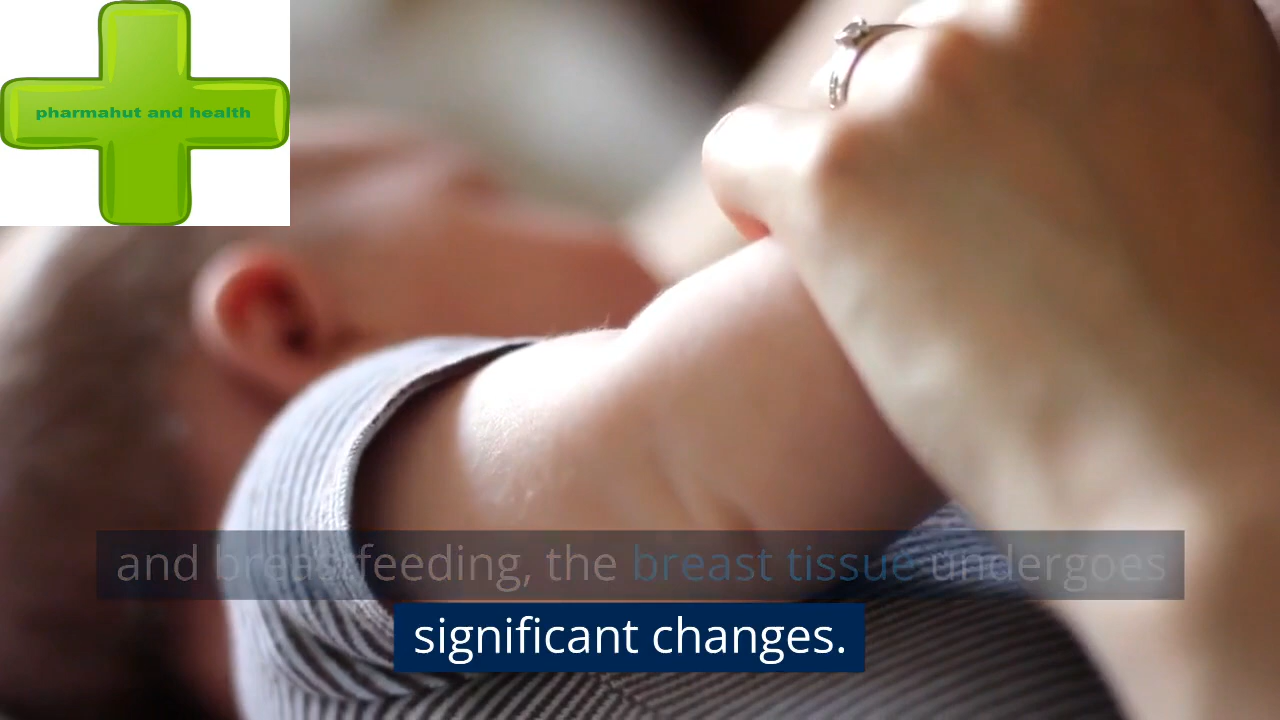 pharmahut and health
and breastfeeding, the breast tissue undergoes
significant changes.